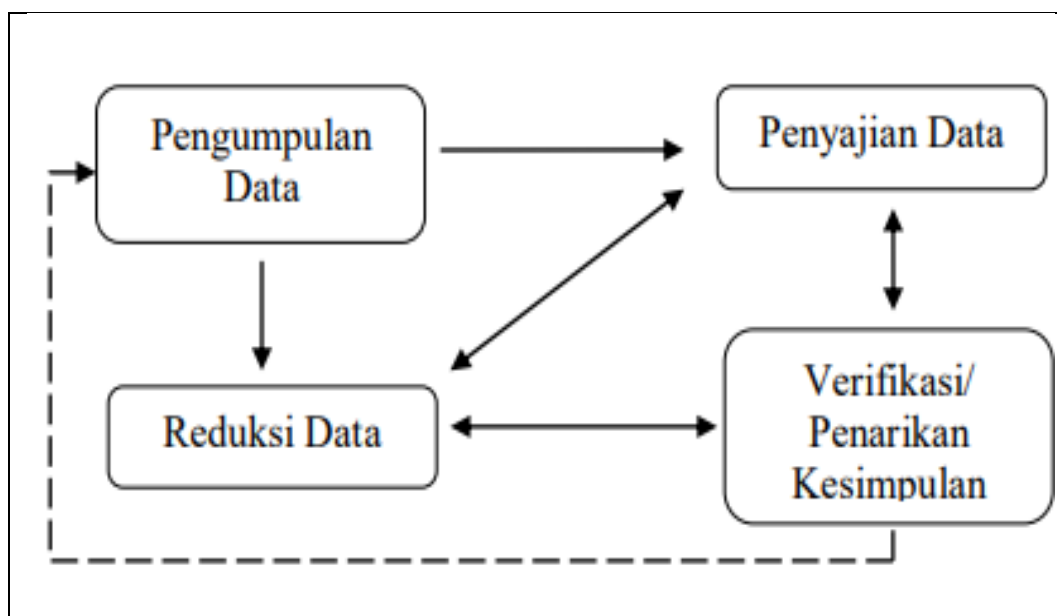 Pengumpulan
Data
Penyajian Data
Reduksi Data
Verifikasi/
Penarikan
Kesimpulan